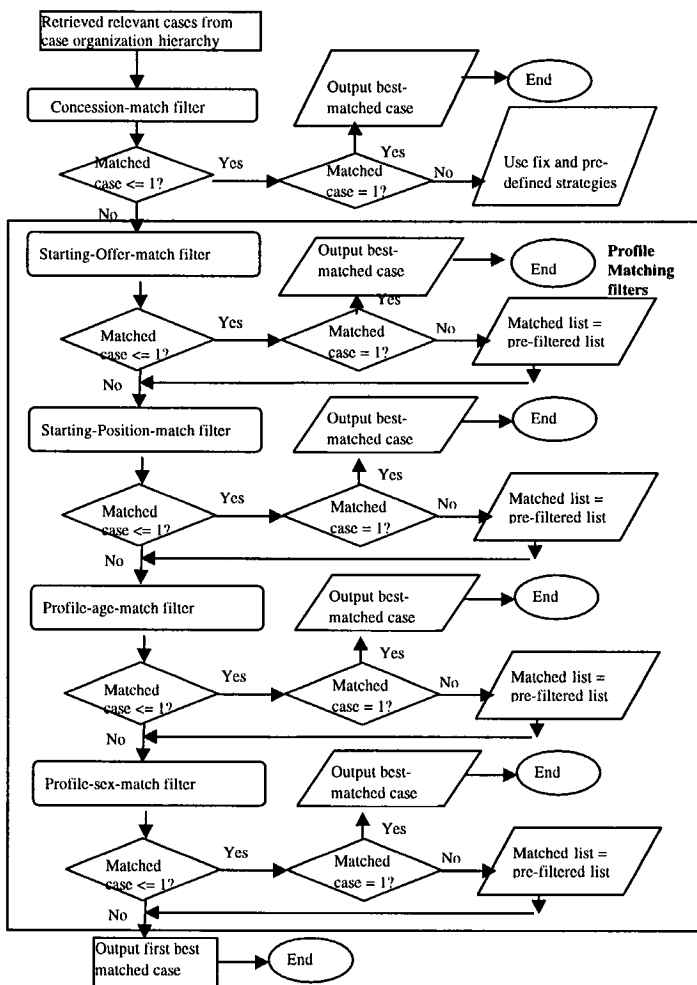 Retrieved relevant cases from
case organization hierarchy
Output best-
matched case
End
Concession-match filter
Matched
case <= 1?
Yes
Yes
Matched
case = 1?
No
Use fix and pre-
defined strategies
No
Starting-Offer-match filter
Output best-
matched case
End
Profile
Matching
filters
Yes
Matched
case <= 1?
Yes
Matched
case = 1?
No
Matched list =
pre-filtered list
No
Starting-Position-match filter
Output best-
matched case
End
Yes
Matched
case <= 1?
Yes
Matched
case = 1?
No
Matched list =
pre-filtered list
No
Profile-age-match filter
Output best-
matched case
End
Yes
Matched
case <= 1?
Yes
Matched
case = 1?
No
Matched list =
pre-filtered list
No
Profile-sex-match filter
Output best-
matched case
End
Yes
Matched
case <= 1?
Yes
Matched
case = 1?
No
Matched list =
pre-filtered list
No
Output first best
matched case
End